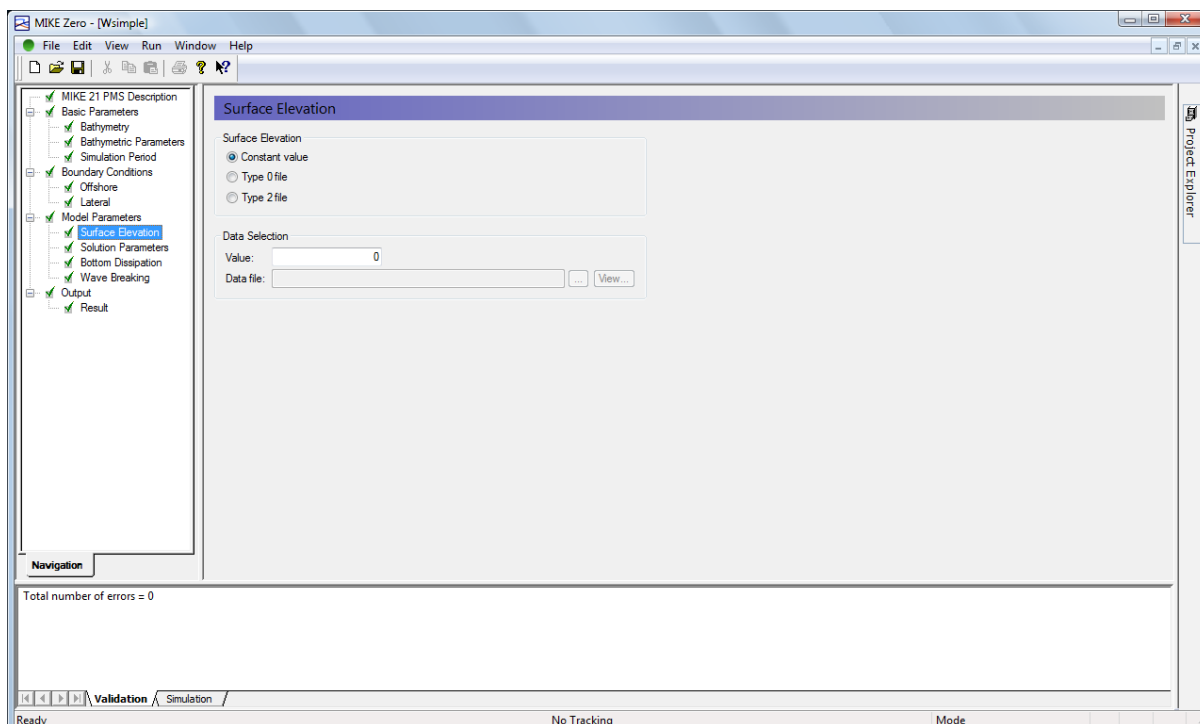 MIKE Zero - [Wsimple]
File Edit View Run Window Help
MIKE 21 PMS Description
Basic Parameters
Bathymetry
Bathymetric Parameters
Simulation Period
Boundary Conditions
Offshore
Lateral
Model Parameters
Surface Elevation
Solution Parameters
Bottom Dissipation
Wave Breaking
Output
Result
Navigation
Surface Elevation
Surface Elevation
Constant value
Type 0 file
Type 2 file
Data Selection
Value: 0
Data file: ... View...
Project Explorer
Total number of errors = 0
Validation Simulation
Ready No Tracking Mode